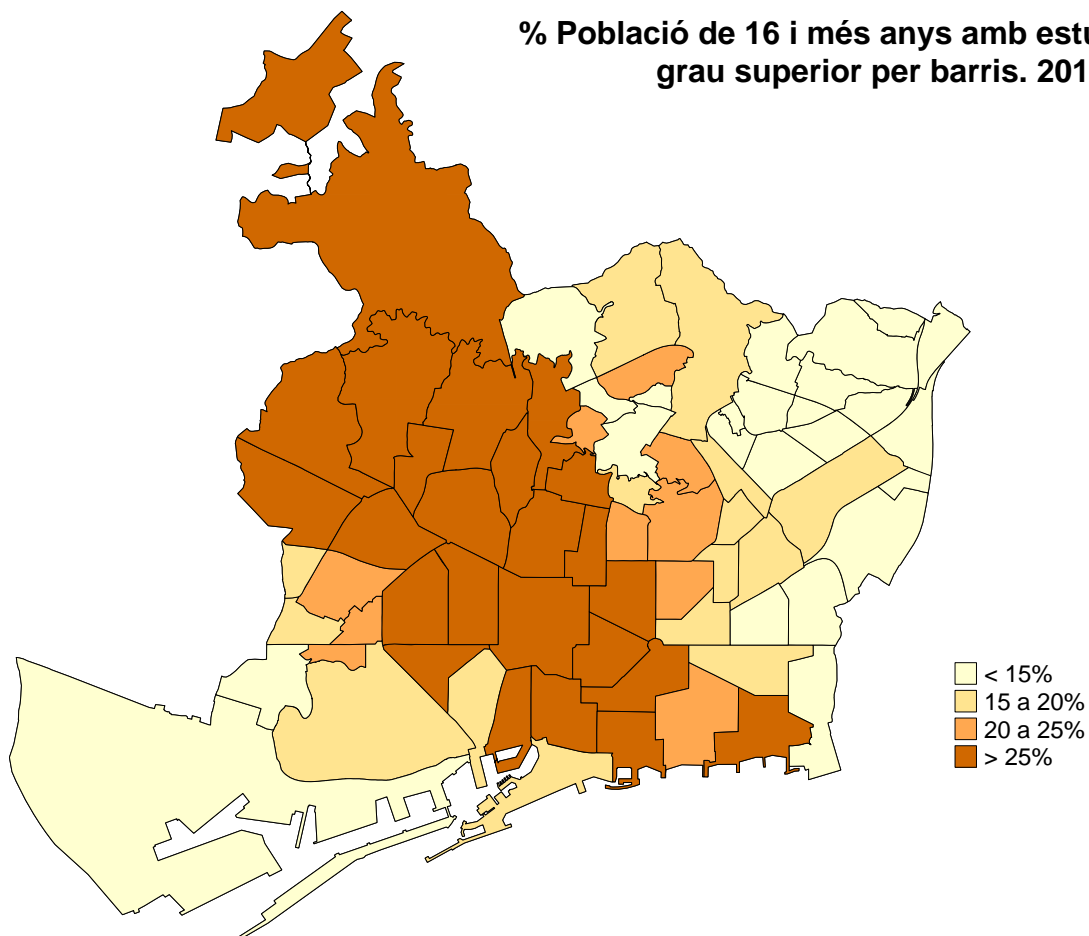 % Població de 16 i més anys amb estu
grau superior per barris. 201
< 15%
15 a 20%
20 a 25%
> 25%